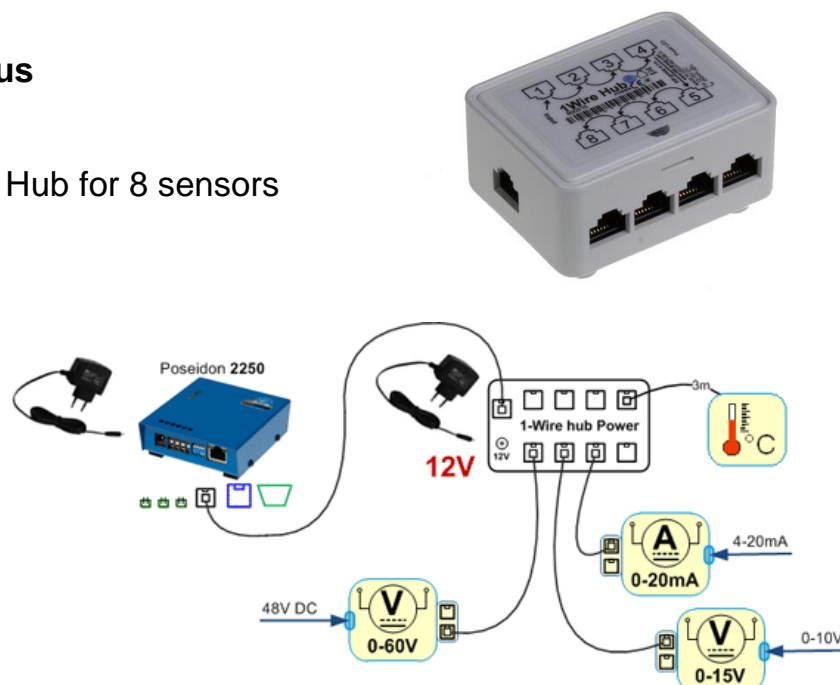 us
Hub for 8 sensors
1 2 3 4
1Wire Hub
8 7 6 5
Poseidon 2250
1-Wire hub Power
12V
12V
3m
°C
A
0-20mA
4-20mA
48V DC
V
0-60V
V
0-15V
0-10V